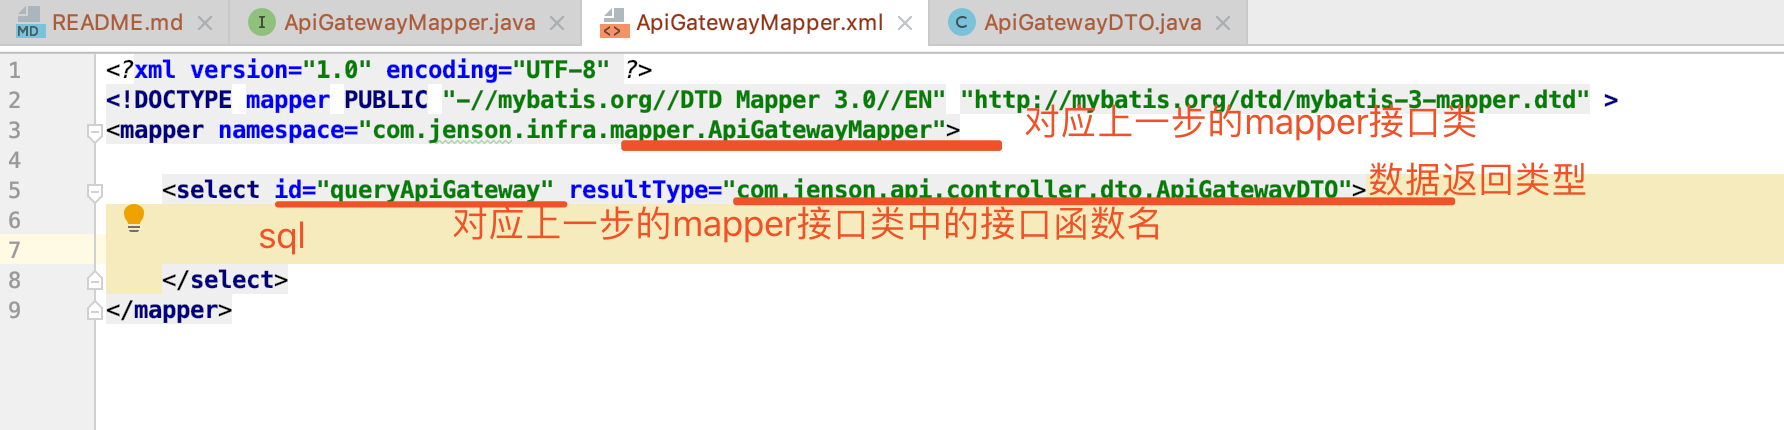 README.md ApiGatewayMapper.java ApiGatewayMapper.xml ApiGatewayDTO.java
1 <?xml version="1.0" encoding="UTF-8" ?>
2 <!DOCTYPE mapper PUBLIC "-//mybatis.org//DTD Mapper 3.0//EN" "http://mybatis.org/dtd/mybatis-3-mapper.dtd" >
3 <mapper namespace="com.jenson.infra.mapper.ApiGatewayMapper"> 对应上一步的mapper接口类
4
5 <select id="queryApiGateway" resultType="com.jenson.api.controller.dto.ApiGatewayDTO"> 数据返回类型
6 sql 对应上一步的mapper接口类中的接口函数名
7
8 </select>
9 </mapper>